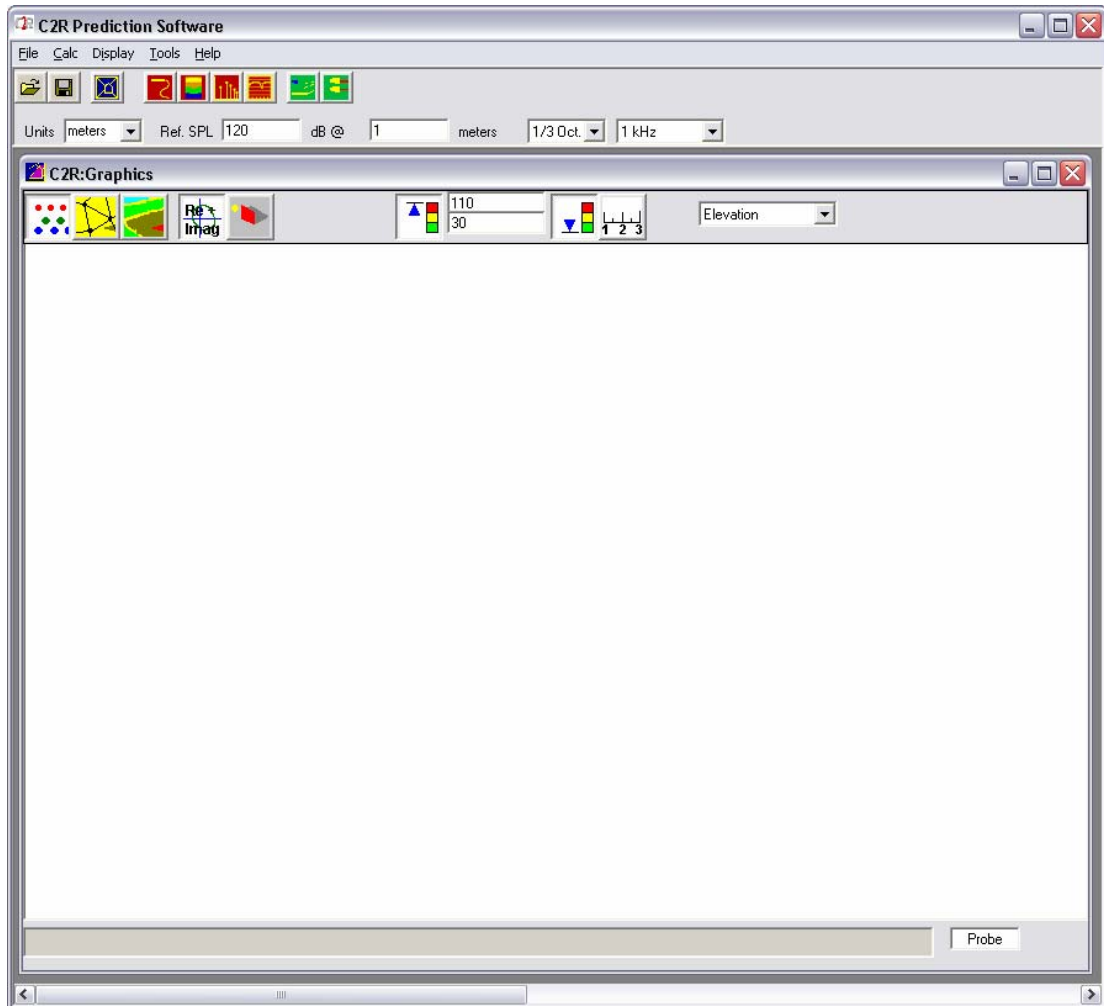 C2R Prediction Software
File Calc Display Tools Help
Units meters Ref. SPL 120 dB @ 1 meters 1/3 Oct. 1 kHz
C2R:Graphics
Re + Imag 110 30 1 2 3 Elevation
Probe